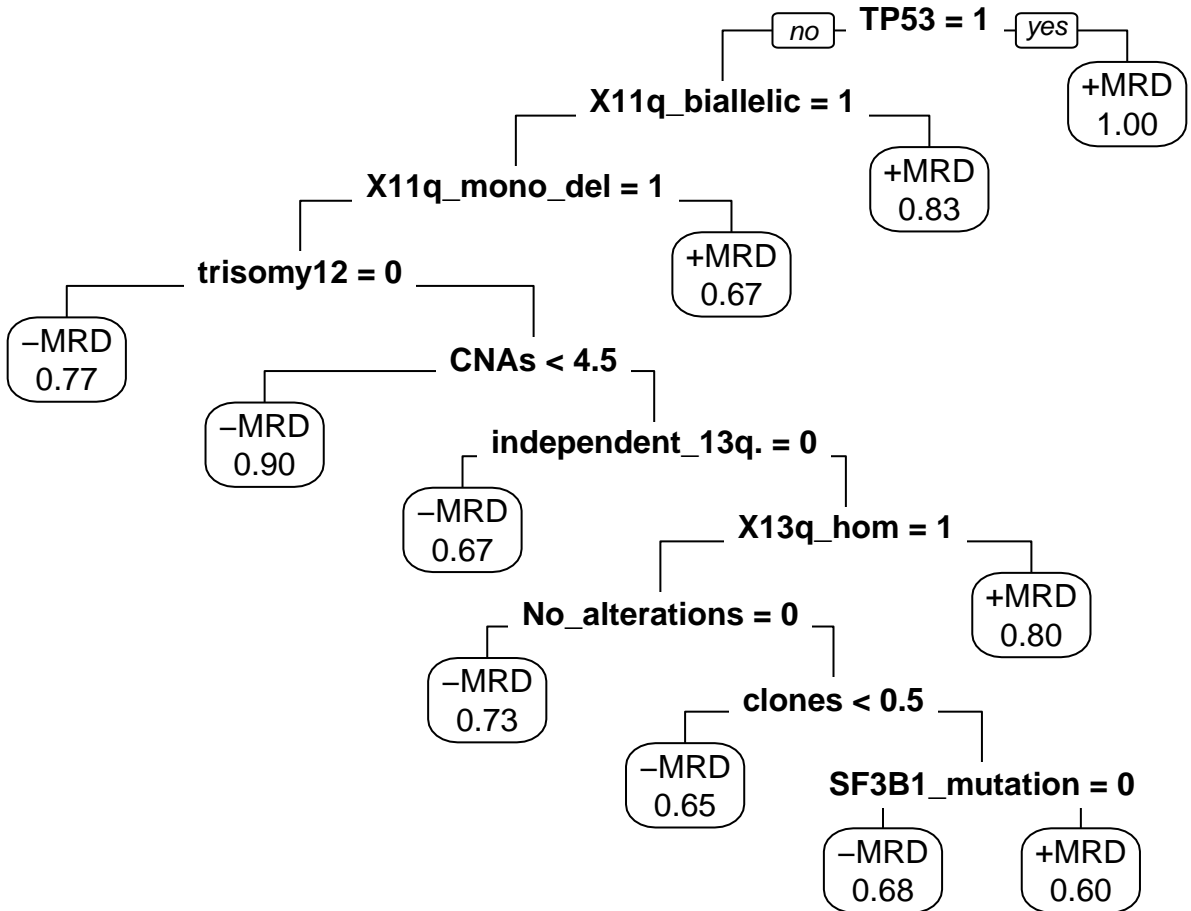 no TP53 = 1 yes
+MRD
1.00
X11q_biallelic = 1
+MRD
0.83
X11q_mono_del = 1
+MRD
0.67
trisomy12 = 0
–MRD
0.77
CNAs < 4.5
–MRD
0.90
independent_13q. = 0
–MRD
0.67
X13q_hom = 1
+MRD
0.80
No_alterations = 0
–MRD
0.73
clones < 0.5
–MRD
0.65
SF3B1_mutation = 0
–MRD
0.68
+MRD
0.60